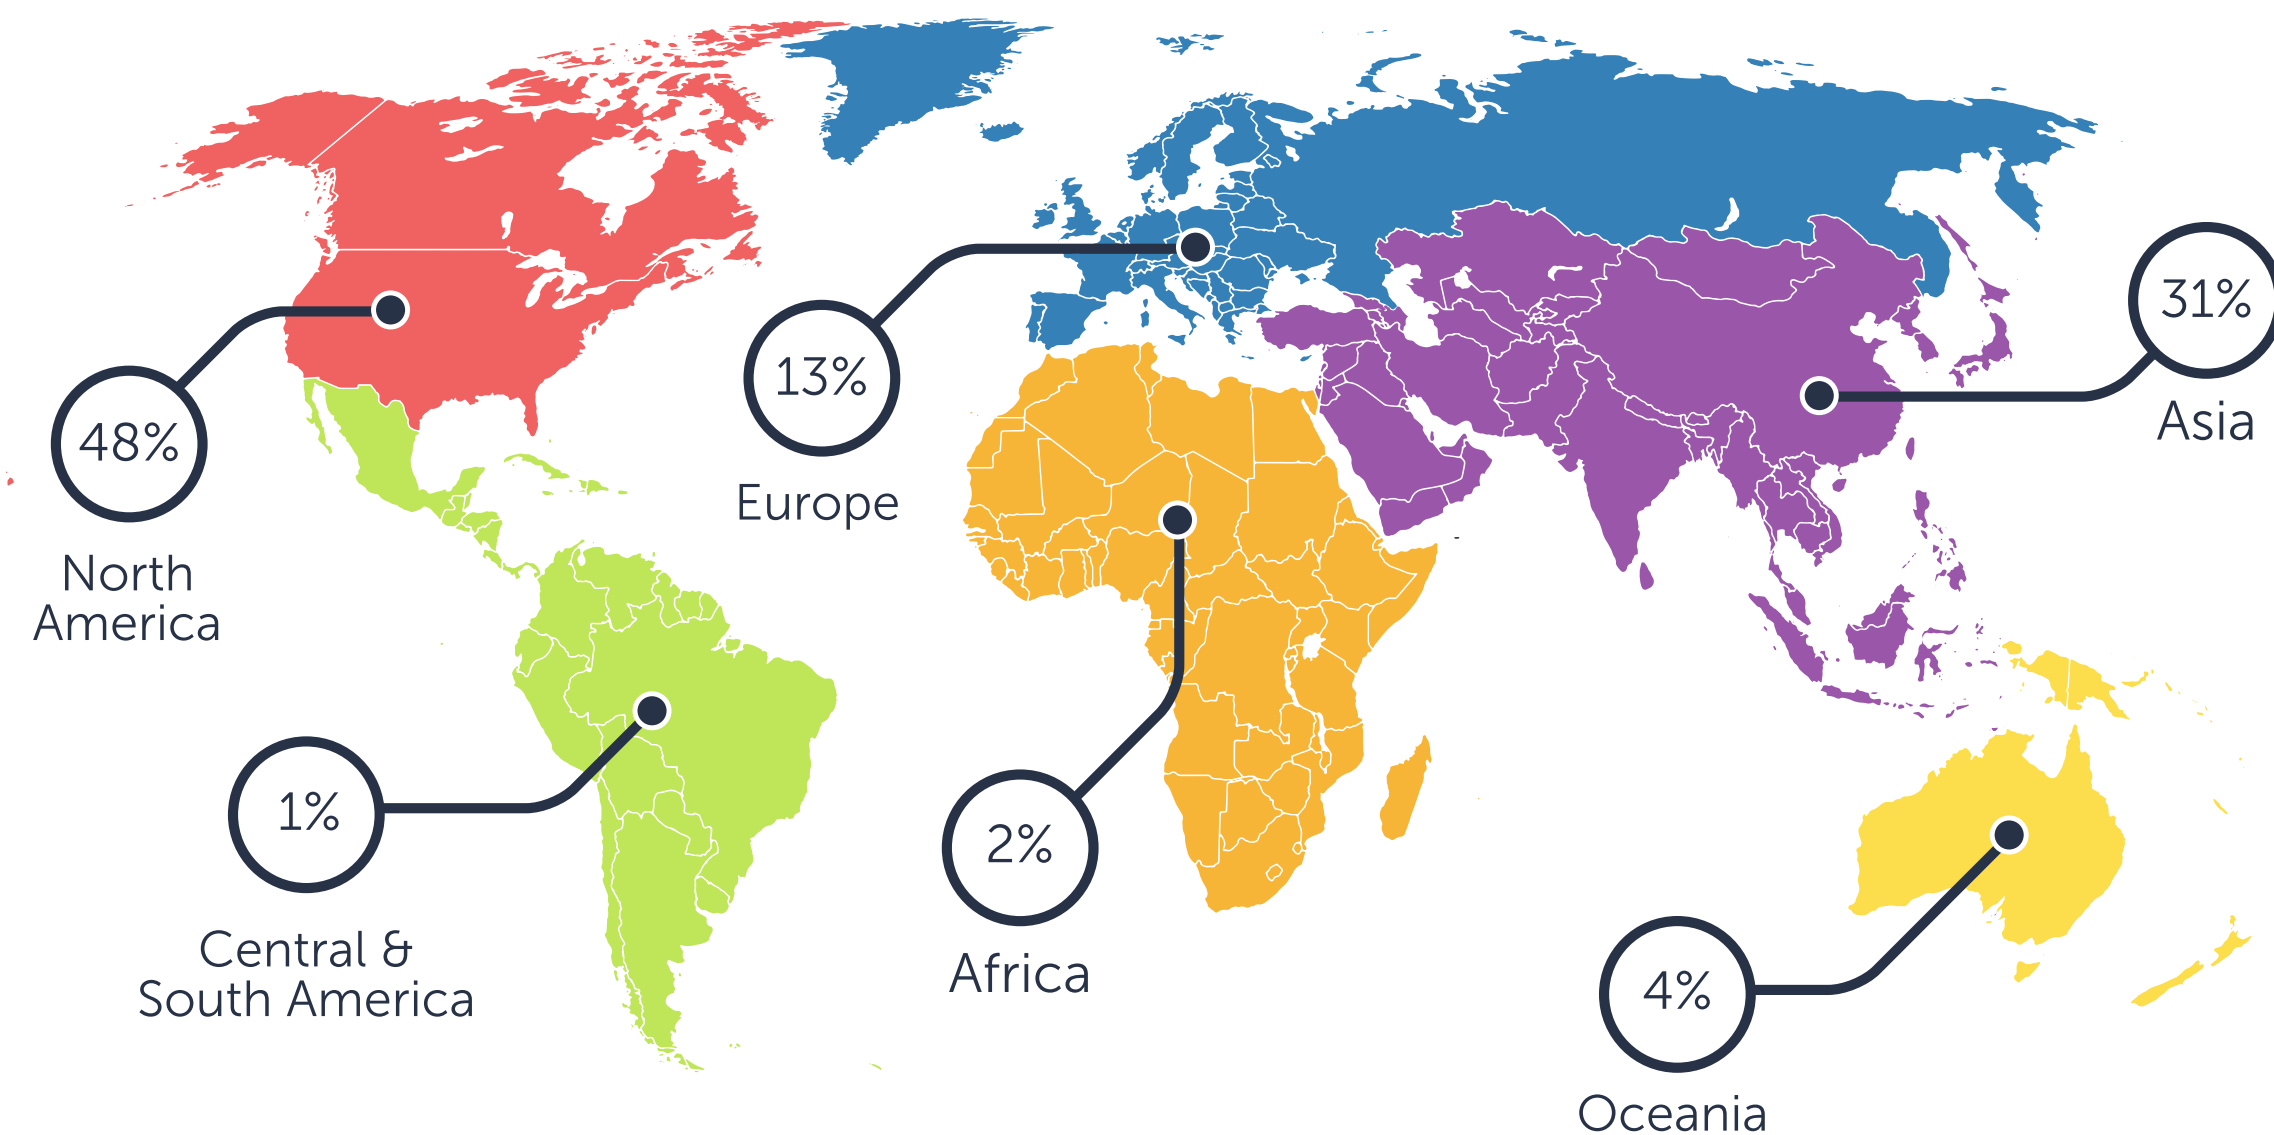 48%
North
America
13%
Europe
31%
Asia
1%
Central &
South America
2%
Africa
4%
Oceania